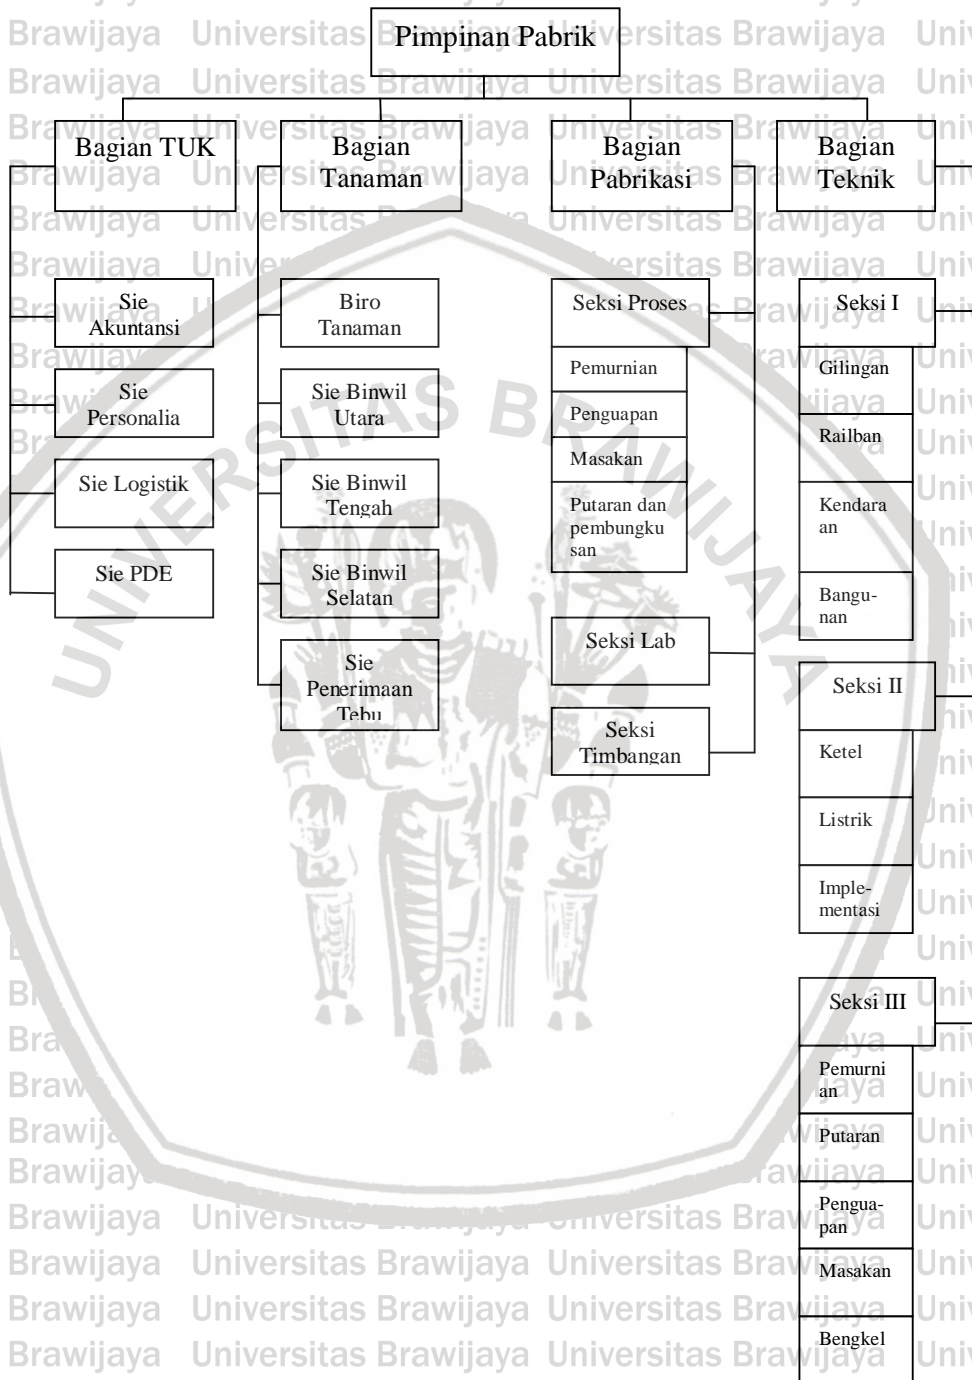 Pimpinan Pabrik
Bagian TUK
Bagian
Tanaman
Bagian
Pabrikasi
Bagian
Teknik
Sie
Akuntansi
Sie
Personalia
Sie Logistik
Sie PDE
Biro
Tanaman
Sie Binwil
Utara
Sie Binwil
Tengah
Sie Binwil
Selatan
Sie
Penerimaan
Tebu
Seksi Proses
Pemurnian
Penguapan
Masakan
Putaran dan
pembungku
san
Seksi Lab
Seksi
Timbangan
Seksi I
Gilingan
Railban
Kendara
an
Bangu-
nan
Seksi II
Ketel
Listrik
Imple-
mentasi
Seksi III
Pemurni
an
Putaran
Pengua-
pan
Masakan
Bengkel
UNIVERSITAS BRAWIJAYA